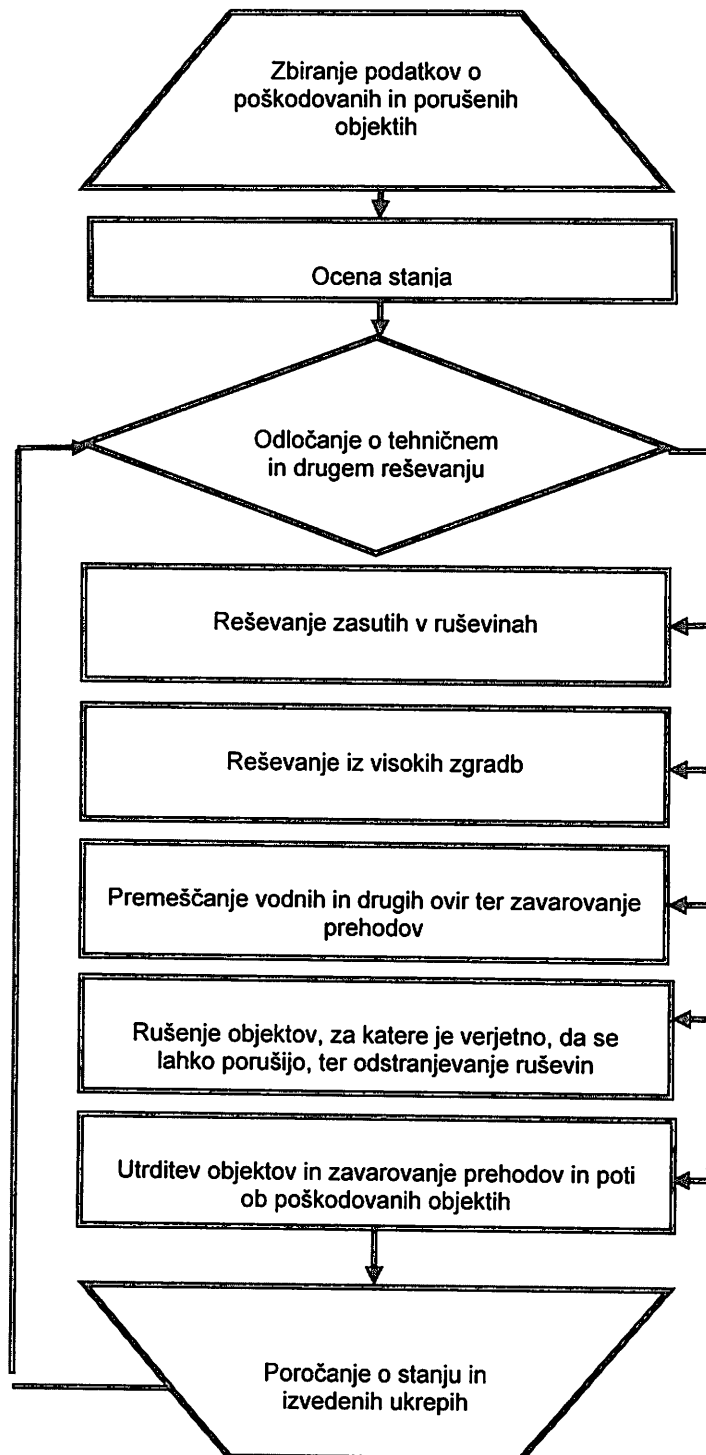 Zbiranje podatkov o
poškodovanih in porušenih
objektih
Ocena stanja
Odločanje o tehničnem
in drugem reševanju
Reševanje zasutih v ruševinah
Reševanje iz visokih zgradb
Premeščanje vodnih in drugih ovir ter zavarovanje
prehodov
Rušenje objektov, za katere je verjetno, da se
lahko porušijo, ter odstranjevanje ruševin
Utrditev objektov in zavarovanje prehodov in poti
ob poškodovanih objektih
Poročanje o stanju in
izvedenih ukrepih